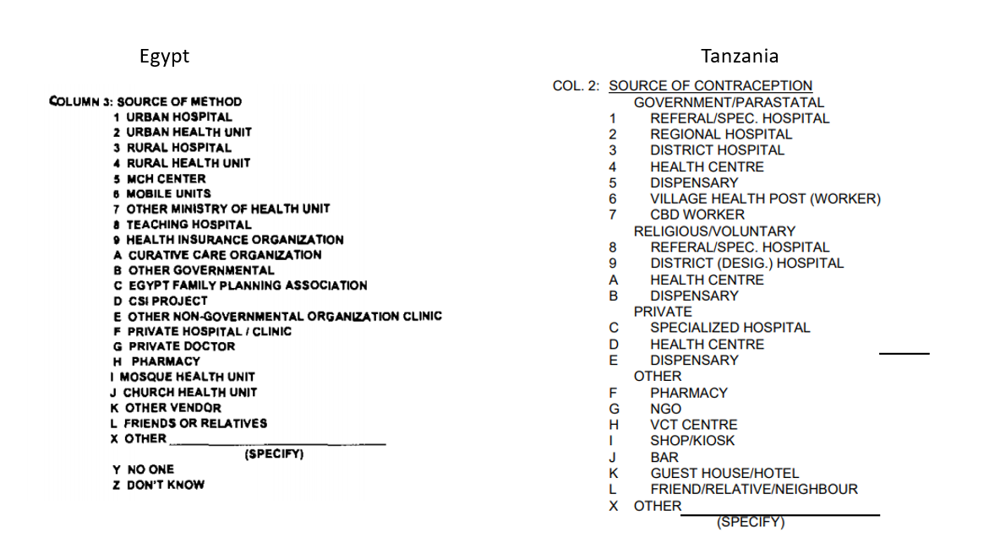 Egypt
COLUMN 3: SOURCE OF METHOD
1 URBAN HOSPITAL
2 URBAN HEALTH UNIT
3 RURAL HOSPITAL
4 RURAL HEALTH UNIT
5 MCH CENTER
6 MOBILE UNITS
7 OTHER MINISTRY OF HEALTH UNIT
8 TEACHING HOSPITAL
9 HEALTH INSURANCE ORGANIZATION
A CURATIVE CARE ORGANIZATION
B OTHER GOVERNMENTAL
C EGYPT FAMILY PLANNING ASSOCIATION
D CSI PROJECT
E OTHER NON-GOVERNMENTAL ORGANIZATION CLINIC
F PRIVATE HOSPITAL / CLINIC
G PRIVATE DOCTOR
H PHARMACY
I MOSQUE HEALTH UNIT
J CHURCH HEALTH UNIT
K OTHER VENDOR
L FRIENDS OR RELATIVES
X OTHER
(SPECIFY)
Y NO ONE
Z DON'T KNOW
Tanzania
COL. 2: SOURCE OF CONTRACEPTION
GOVERNMENT/PARASTATAL
1 REFERAL/SPEC. HOSPITAL
2 REGIONAL HOSPITAL
3 DISTRICT HOSPITAL
4 HEALTH CENTRE
5 DISPENSARY
6 VILLAGE HEALTH POST (WORKER)
7 CBD WORKER
RELIGIOUS/VOLUNTARY
8 REFERAL/SPEC. HOSPITAL
9 DISTRICT (DESIG.) HOSPITAL
A HEALTH CENTRE
B DISPENSARY
PRIVATE
C SPECIALIZED HOSPITAL
D HEALTH CENTRE
E DISPENSARY
OTHER
F PHARMACY
G NGO
H VCT CENTRE
I SHOP/KIOSK
J BAR
K GUEST HOUSE/HOTEL
L FRIEND/RELATIVE/NEIGHBOUR
X OTHER
(SPECIFY)